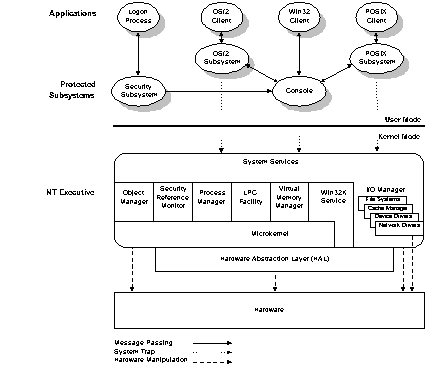 Applications
Logon
Process
OS/2
Client
Win32
Client
POSIX
Client
OS/2
Subsystem
POSIX
Subsystem
Protected
Subsystems
Security
Subsystem
Console
User Mode
Kernel Mode
System Services
NT Executive
Object
Manager
Security
Reference
Monitor
Process
Manager
LPC
Facility
Virtual
Memory
Manager
Win32K
Service
I/O Manager
File Systems
Cache Manager
Device Drivers
Network Drivers
Microkernel
Hardware Abstraction Layer (HAL)
Hardware
Message Passing
System Trap
Hardware Manipulation